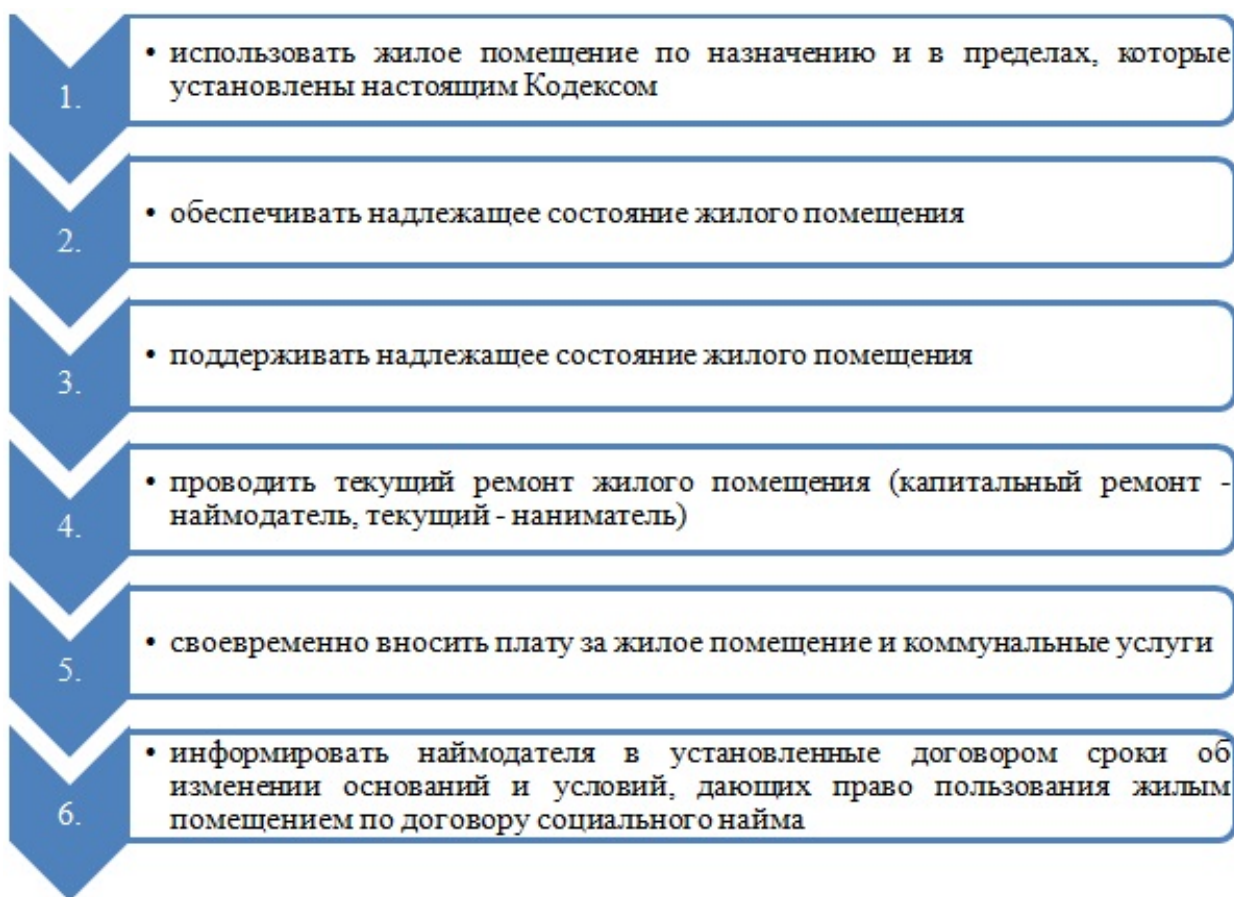 1.
• использовать жилое помещение по назначению и в пределах, которые
установлены настоящим Кодексом
2.
• обеспечивать надлежащее состояние жилого помещения
3.
• поддерживать надлежащее состояние жилого помещения
4.
• проводить текущий ремонт жилого помещения (капитальный ремонт -
наймодатель, текущий - наниматель)
5.
• своевременно вносить плату за жилое помещение и коммунальные услуги
6.
• информировать наймодателя в установленные договором сроки об
изменении оснований и условий, дающих право пользования жилым
помещением по договору социального найма